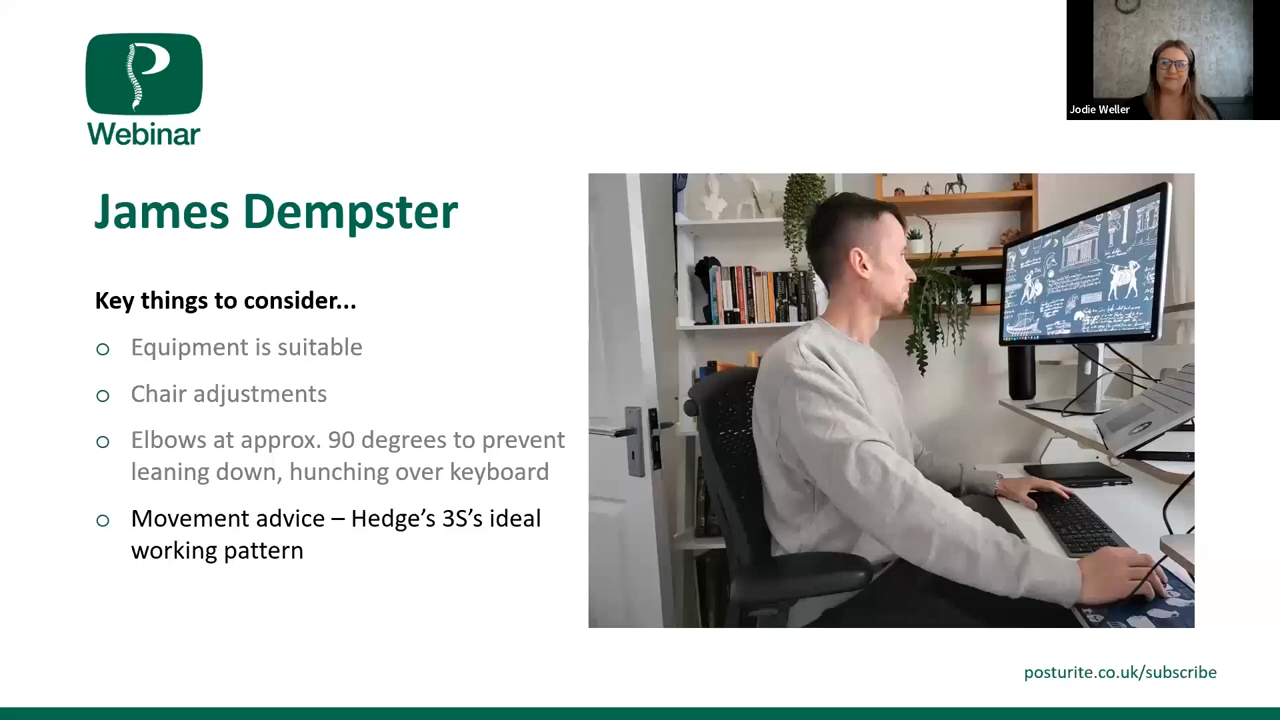 Webinar
Jodie Weller
James Dempster
Key things to consider...
Equipment is suitable
Chair adjustments
Elbows at approx. 90 degrees to prevent
leaning down, hunching over keyboard
Movement advice – Hedge's 3S's ideal
working pattern
posturite.co.uk/subscribe